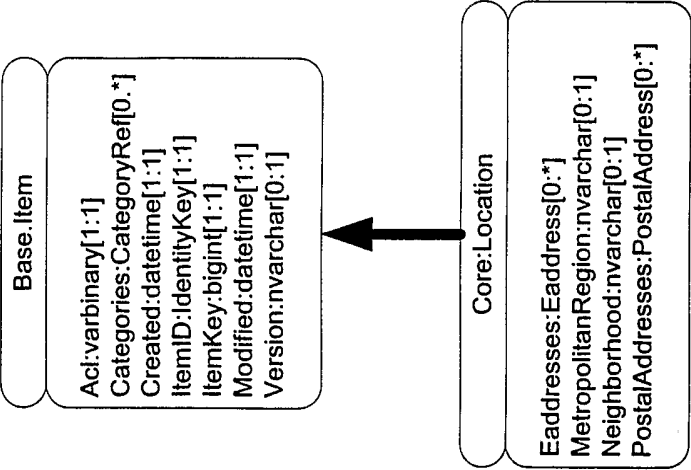 Base.Item
Acl:varbinary[1:1]
Categories:CategoryRef[0.*]
Created:datetime[1:1]
ItemID:IdentityKey[1:1]
ItemKey:bigint[1:1]
Modified:datetime[1:1]
Version:nvarchar[0:1]
Core:Location
Eaddresses:Eaddress[0:*]
MetropolitanRegion:nvarchar[0:1]
Neighborhood:nvarchar[0:1]
PostalAddresses:PostalAddress[0:*]